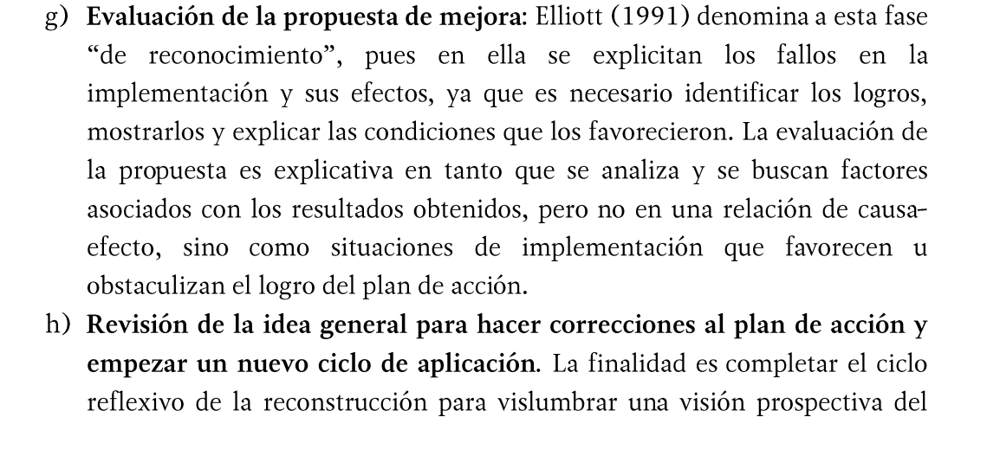 g) Evaluación de la propuesta de mejora: Elliott (1991) denomina a esta fase
“de reconocimiento”, pues en ella se explicitan los fallos en la
implementación y sus efectos, ya que es necesario identificar los logros,
mostrarlos y explicar las condiciones que los favorecieron. La evaluación de
la propuesta es explicativa en tanto que se analiza y se buscan factores
asociados con los resultados obtenidos, pero no en una relación de causa-
efecto, sino como situaciones de implementación que favorecen u
obstaculizan el logro del plan de acción.
h) Revisión de la idea general para hacer correcciones al plan de acción y
empezar un nuevo ciclo de aplicación. La finalidad es completar el ciclo
reflexivo de la reconstrucción para vislumbrar una visión prospectiva del